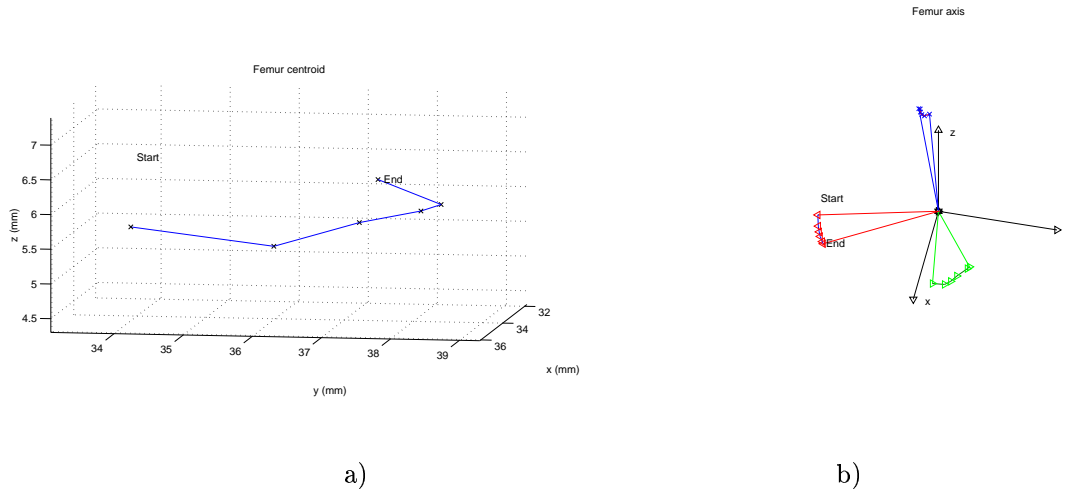 Femur axis
Femur centroid
7
6.5
6
5.5
5
4.5
z (mm)
Start
End
34
35
36
37
38
39
y (mm)
32
34
36
x (mm)
z
Start
End
x
a)
b)